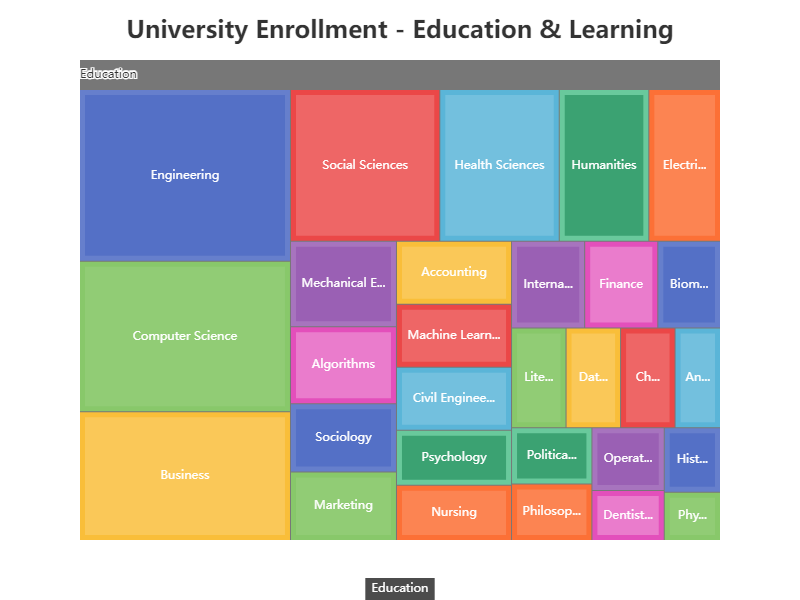 University Enrollment - Education & Learning
Education
Engineering
Social Sciences
Health Sciences
Humanities
Electri...
Computer Science
Business
Mechanical E...
Accounting
Interna...
Finance
Biom...
Machine Learn...
Algorithms
Civil Enginee...
Lite...
Dat...
Ch...
An...
Sociology
Psychology
Politica...
Operat...
Hist...
Marketing
Nursing
Philosop...
Dentist...
Phy...
Education